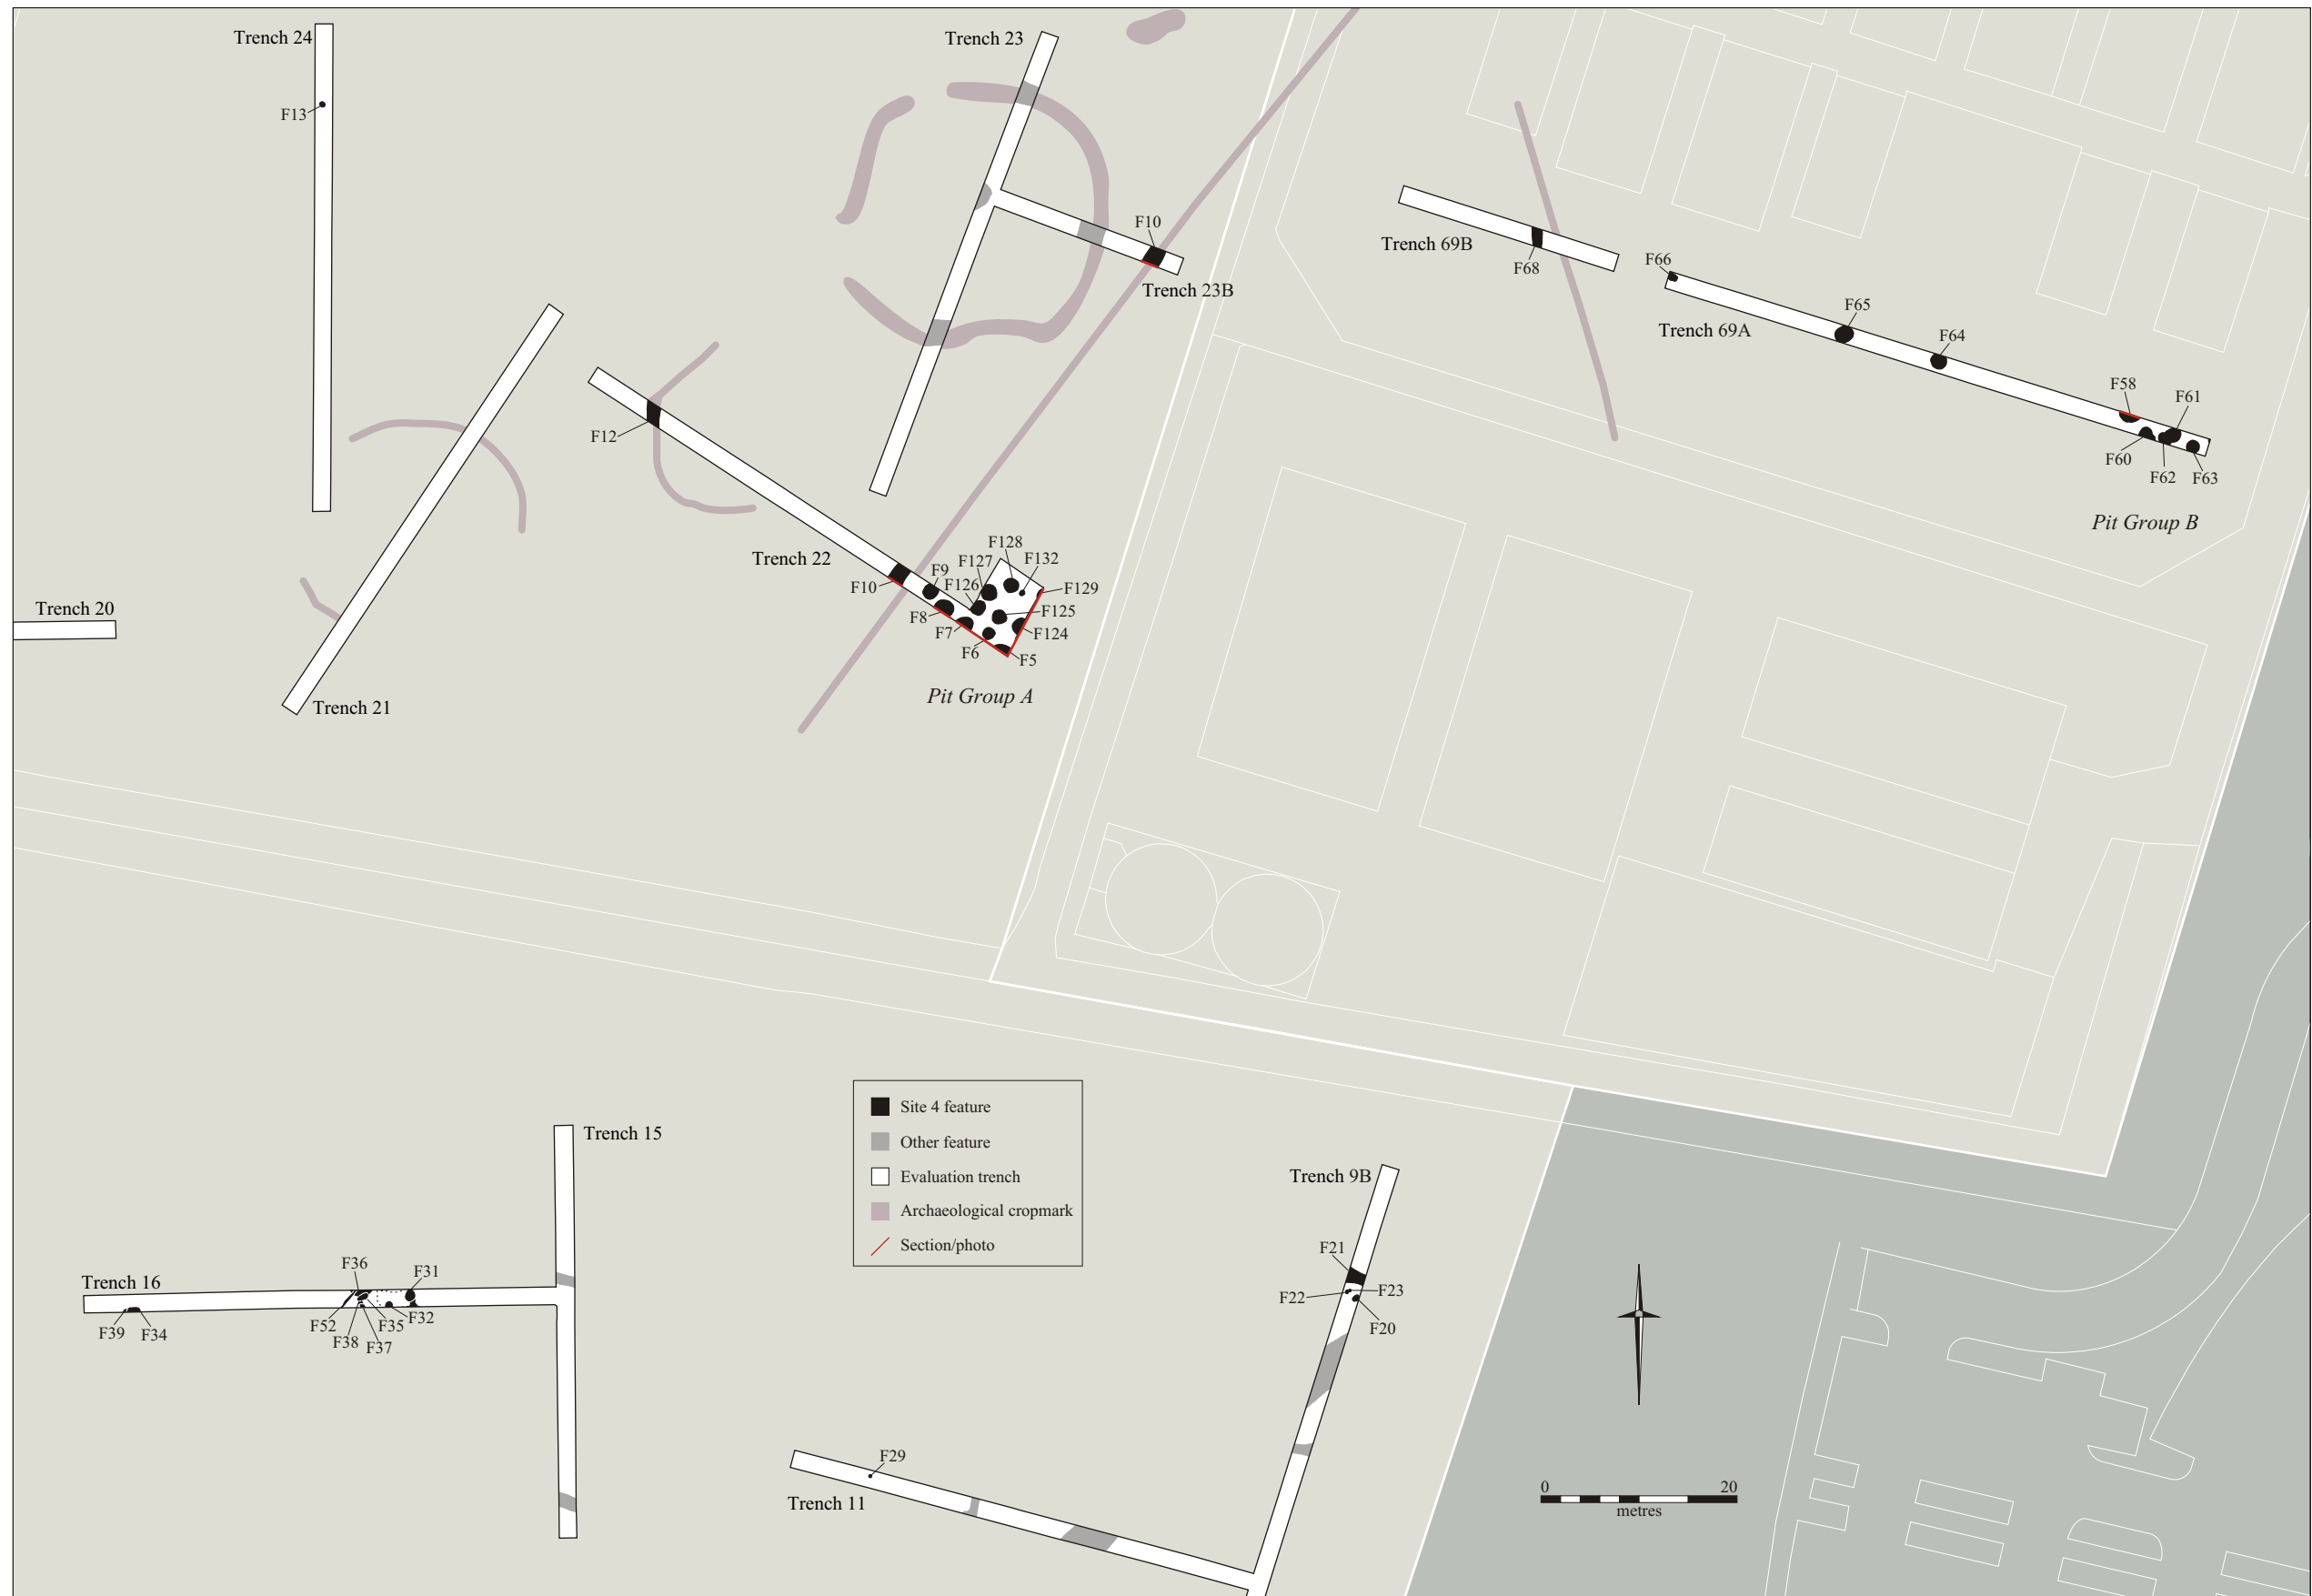 Trench 24
Trench 23
F13
F10
Trench 23B
Trench 69B
F68
F66
Trench 69A
F65
F64
F58
F61
F60
F62
F63
Pit Group B
F12
Trench 22
F10
F9
F8
F7
F6
F5
F126
F127
F128
F132
F129
F125
F124
Pit Group A
Trench 20
Trench 21
Site 4 feature
Other feature
Evaluation trench
Archaeological cropmark
Section/photo
Trench 15
Trench 16
F36
F31
F39
F34
F52
F38
F35
F37
F32
Trench 9B
F21
F22
F23
F20
F29
Trench 11
0
20
metres